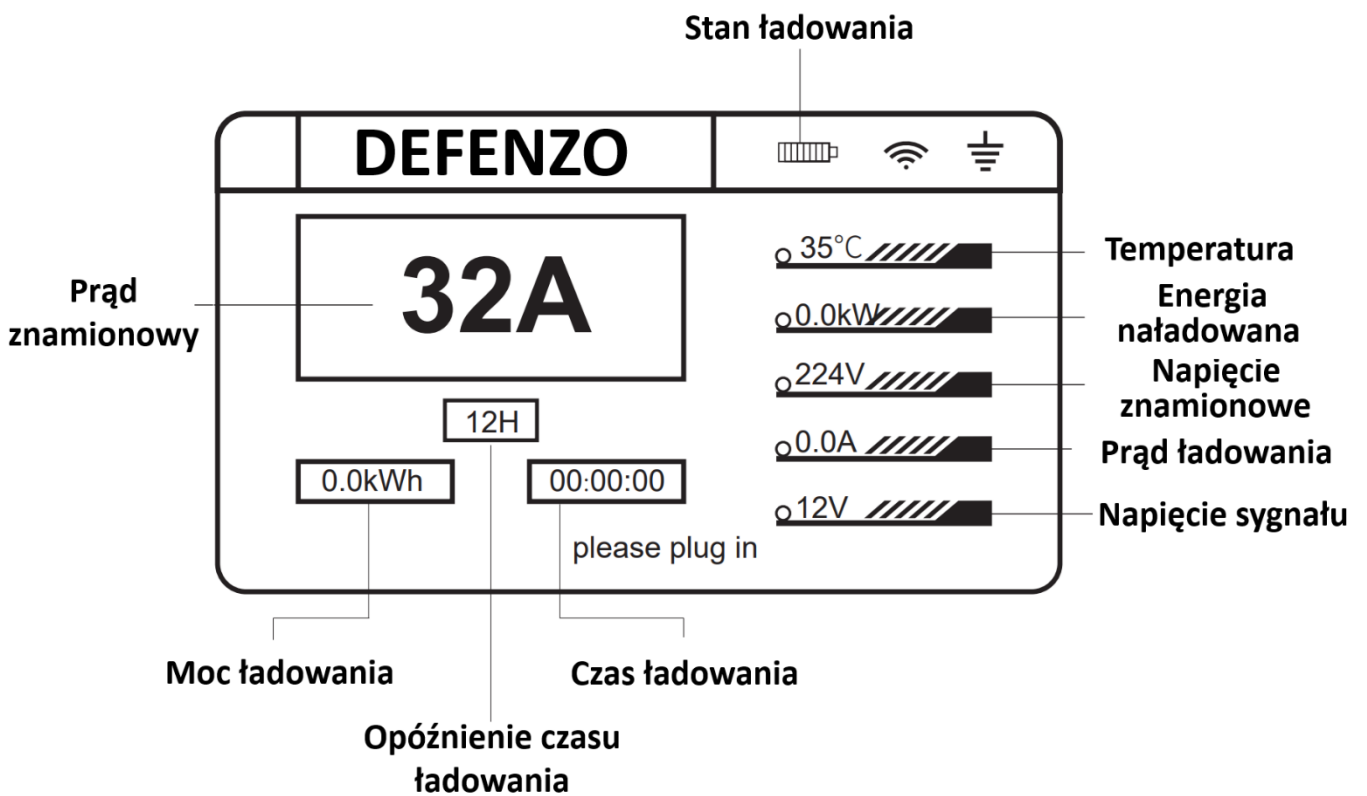 Stan ładowania
DEFENZO
35°C
Temperatura
32A
Prąd
znamionowy
0.0kW
Energia
naładowana
224V
Napięcie
znamionowe
12H
0.0A
Prąd ładowania
0.0kWh
00:00:00
12V
Napięcie sygnału
please plug in
Moc ładowania
Czas ładowania
Opóźnienie czasu
ładowania